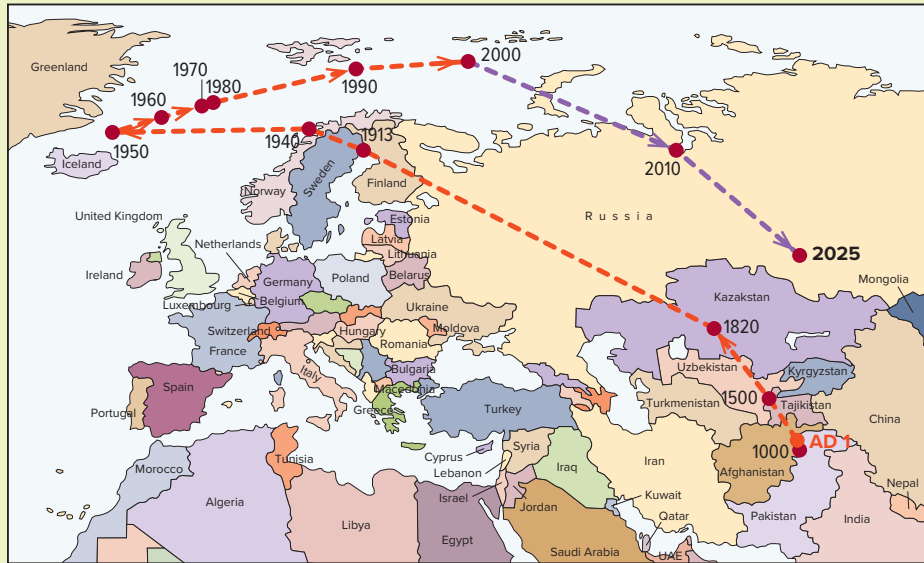 2000
Greenland
1970
1980
1990
1960
1950
1940
1913
2010
Iceland
Sweden
Norway
Finland
Russia
United Kingdom
Estonia
Netherlands
Latvia
Lithuania
2025
Ireland
Belarus
Mongolia
Germany
Poland
Kazakstan
Luxembourg
Belgium
Ukraine
Switzerland
Hungary
Moldova
1820
France
Romania
Italy
Bulgaria
Uzbekistan
Kyrgyzstan
Spain
Macedonia
1500
Turkmenistan
Tajikistan
Portugal
Greece
Turkey
China
AD 1
Syria
1000
Cyprus
Tunisia
Iraq
Iran
Morocco
Lebanon
Afghanistan
Nepal
Algeria
Israel
Kuwait
Jordan
Qatar
Pakistan
India
Libya
Egypt
Saudi Arabia
UAE